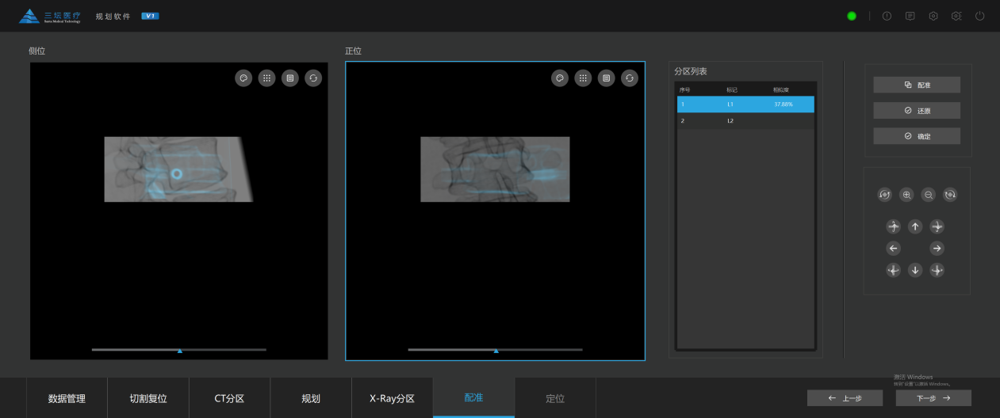 三坛医疗
Santan Medical Technology
规划软件
V1
侧位
正位
分区列表
序号 标记 相似度
1 L1 37.88%
2 L2
配准
还原
确定
激活 Windows
转到"设置"以激活 Windows。
数据管理
切割复位
CT分区
规划
X-Ray分区
配准
定位
上一步
下一步